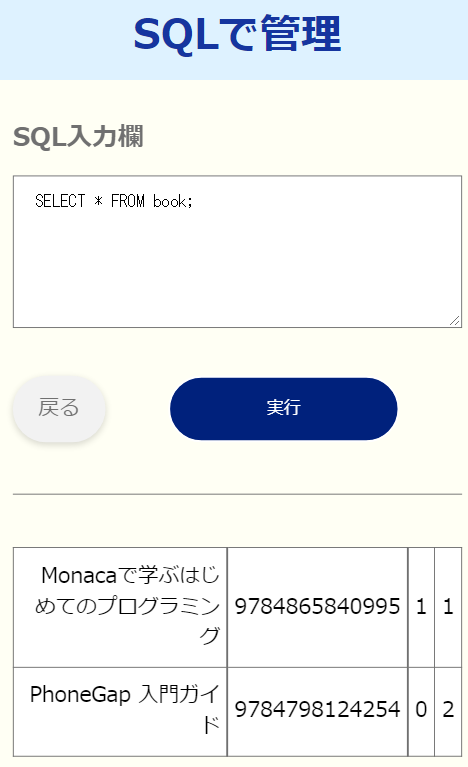 SQLで管理
SQL入力欄
SELECT * FROM book;
戻る
実行
Monacaで学ぶはじ
めてのプログラミン
グ
9784865840995
1
1
PhoneGap 入門ガイ
ド
9784798124254
0
2